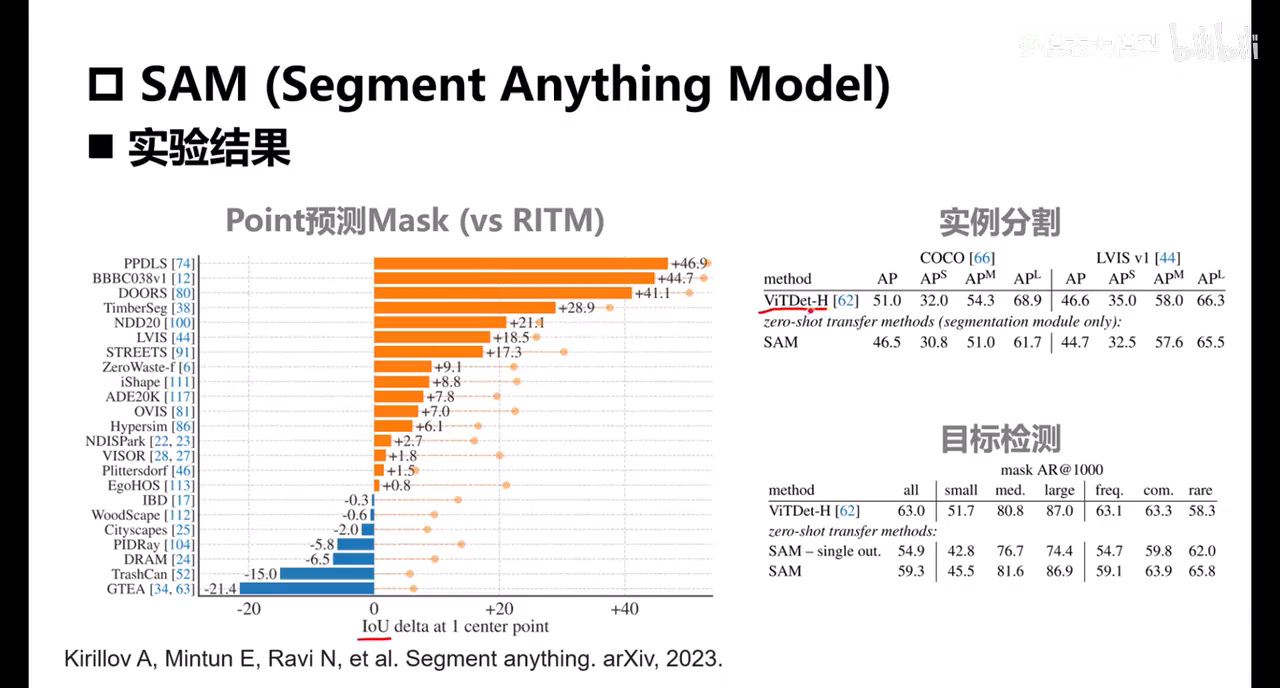 多模态大模型 bilibili
SAM (Segment Anything Model)
实验结果
Point预测Mask (vs RITM)
PPDLS [74] +46.9
BBBC038v1 [12] +44.7
DOORS [80] +41.1
TimberSeg [38] +28.9
NDD20 [100] +21.1
LVIS [44] +18.5
STREETS [91] +17.3
ZeroWaste-f [6] +9.1
iShape [111] +8.8
ADE20K [117] +7.8
OVIS [81] +7.0
Hypersim [86] +6.1
NDISPark [22, 23] +2.7
VISOR [28, 27] +1.8
Plittersdorf [46] +1.5
EgoHOS [113] +0.8
IBD [17] -0.3
WoodScape [112] -0.6
Cityscapes [25] -2.0
PIDRay [104] -5.8
DRAM [24] -6.5
TrashCan [52] -15.0
GTEA [34, 63] -21.4
-20 0 +20 +40
IoU delta at 1 center point
实例分割
COCO [66] LVIS v1 [44]
method AP APS APM APL AP APS APM APL
ViTDet-H [62] 51.0 32.0 54.3 68.9 46.6 35.0 58.0 66.3
zero-shot transfer methods (segmentation module only):
SAM 46.5 30.8 51.0 61.7 44.7 32.5 57.6 65.5
目标检测
mask AR@1000
method all small med. large freq. com. rare
ViTDet-H [62] 63.0 51.7 80.8 87.0 63.1 63.3 58.3
zero-shot transfer methods:
SAM – single out. 54.9 42.8 76.7 74.4 54.7 59.8 62.0
SAM 59.3 45.5 81.6 86.9 59.1 63.9 65.8
Kirillov A, Mintun E, Ravi N, et al. Segment anything. arXiv, 2023.